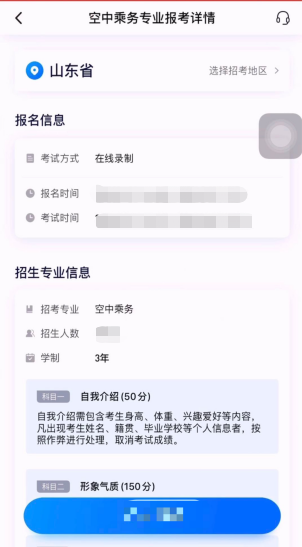 空中乘务专业报考详情
山东省
选择招考地区
报名信息
考试方式 在线录制
报名时间
考试时间
招生专业信息
招考专业 空中乘务
招生人数
学制 3年
科目一 自我介绍(50分)
自我介绍需包含考生身高、体重、兴趣爱好等内容，
凡出现考生姓名、籍贯、毕业学校等个人信息者，按
照作弊进行处理，取消考试成绩。
科目二 形象气质(150分)